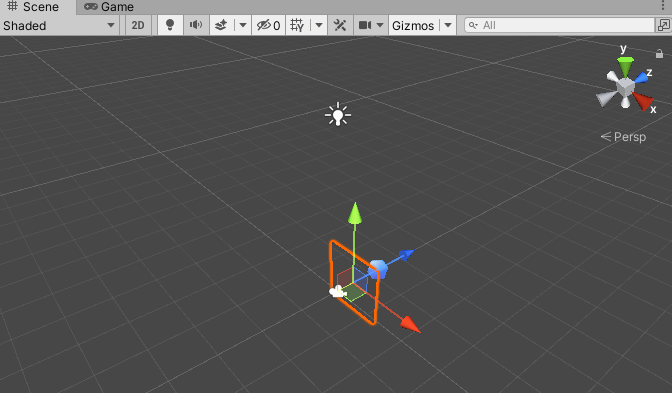 Scene Game
Shaded 2D 0 Gizmos All
y
z
x
Persp